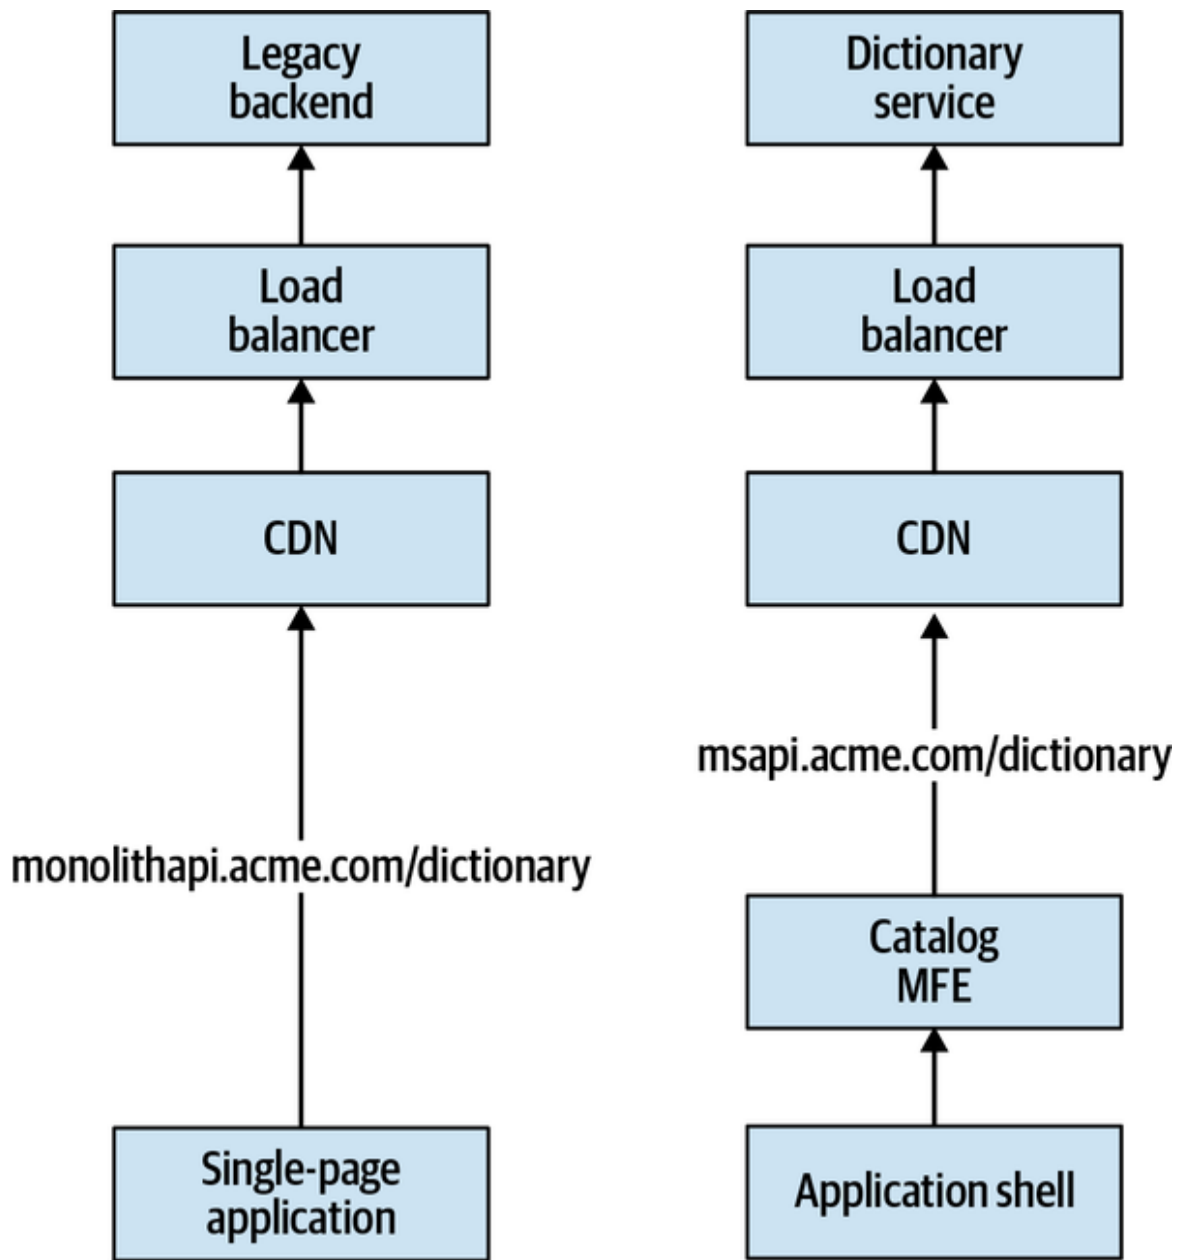 Legacy
backend
Load
balancer
CDN
monolithapi.acme.com/dictionary
Single-page
application
Dictionary
service
Load
balancer
CDN
msapi.acme.com/dictionary
Catalog
MFE
Application shell